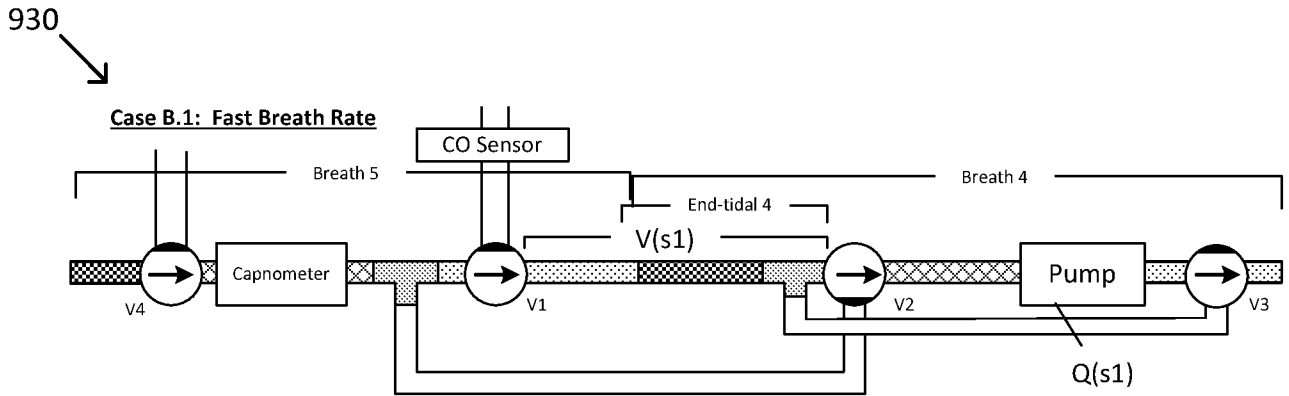 930
Case B.1: Fast Breath Rate
CO Sensor
Breath 5
Breath 4
End-tidal 4
V(s1)
Capnometer
Pump
V4
V1
V2
V3
Q(s1)